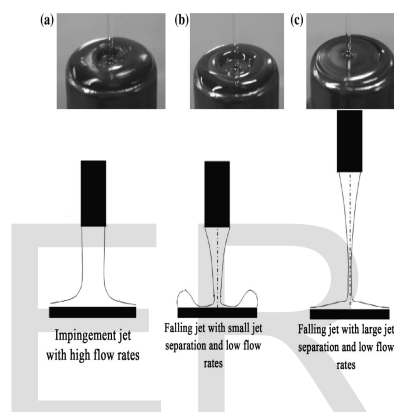 (a)
(b)
(c)
Impingement jet
with high flow rates
Falling jet with small jet
separation and low flow
rates
Falling jet with large jet
separation and low flow
rates
ER